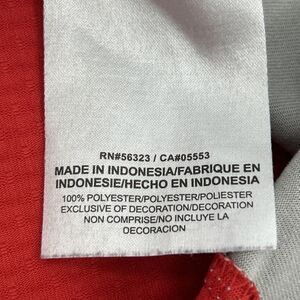 RN#56323 / CA#05553
MADE IN INDONESIA/FABRIQUE EN
INDONESIE/HECHO EN INDONESIA
100% POLYESTER/POLYESTER/POLIESTER
EXCLUSIVE OF DECORATION/DECORATION
NON COMPRISE/NO INCLUYE LA
DECORACION